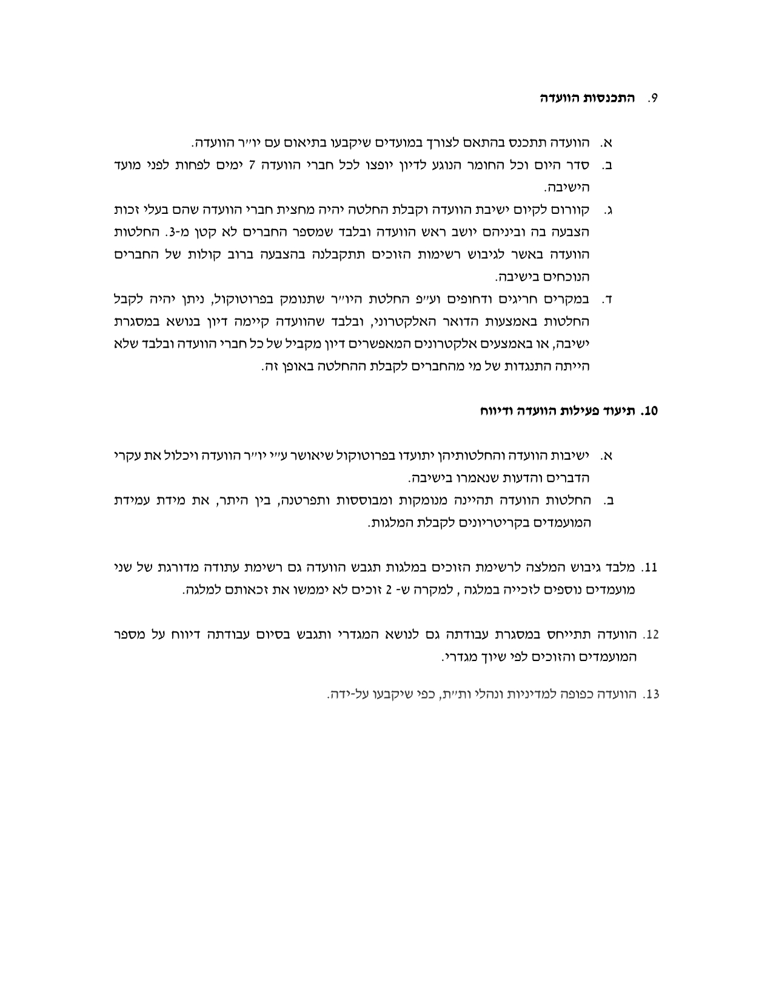 9. התכנסות הוועדה
א. הוועדה תתכנס בהתאם לצורך במועדים שיקבעו בתיאום עם יו״ר הוועדה.
ב. סדר היום וכל החומר הנוגע לדיון יופצו לכל חברי הוועדה 7 ימים לפחות לפני מועד
הישיבה.
ג. קוורום לקיום ישיבת הוועדה וקבלת החלטה יהיה מחצית חברי הוועדה שהם בעלי זכות
הצבעה בה וביניהם יושב ראש הוועדה ובלבד שמספר החברים לא קטן מ-3. החלטות
הוועדה באשר לגיבוש רשימות הזוכים תתקבלנה בהצבעה ברוב קולות של החברים
הנוכחים בישיבה.
ד. במקרים חריגים ודחופים וע״פ החלטת היו״ר שתנומק בפרוטוקול, ניתן יהיה לקבל
החלטות באמצעות הדואר האלקטרוני, ובלבד שהוועדה קיימה דיון בנושא במסגרת
ישיבה, או באמצעים אלקטרונים המאפשרים דיון מקביל של כל חברי הוועדה ובלבד שלא
הייתה התנגדות של מי מהחברים לקבלת ההחלטה באופן זה.
10. תיעוד פעילות הוועדה ודיווח
א. ישיבות הוועדה והחלטותיהן יתועדו בפרוטוקול שיאושר ע״י יו״ר הוועדה ויכלול את עקרי
הדברים והדעות שנאמרו בישיבה.
ב. החלטות הוועדה תהיינה מנומקות ומבוססות ותפרטנה, בין היתר, את מידת עמידת
המועמדים בקריטריונים לקבלת המלגות.
11. מלבד גיבוש המלצה לרשימת הזוכים במלגות תגבש הוועדה גם רשימת עתודה מדורגת של שני
מועמדים נוספים לזכייה במלגה , למקרה ש- 2 זוכים לא יממשו את זכאותם למלגה.
12. הוועדה תתייחס במסגרת עבודתה גם לנושא המגדרי ותגבש בסיום עבודתה דיווח על מספר
המועמדים והזוכים לפי שיוך מגדרי.
13. הוועדה כפופה למדיניות ונהלי ות״ת, כפי שיקבעו על-ידה.